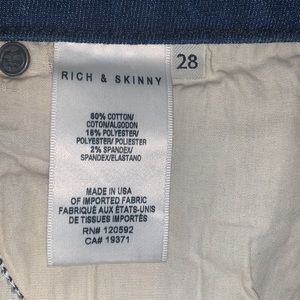 RICH & SKINNY
28
80% COTTON/
COTON/ALGODON
18% POLYESTER/
POLYESTER/ POLIESTER
2% SPANDEX/
SPANDEX/ELASTANO
MADE IN USA
OF IMPORTED FABRIC
FABRIQUÉ AUX ÉTATS-UNIS
DE TISSUES IMPORTÉS
RN# 120592
CA# 19371